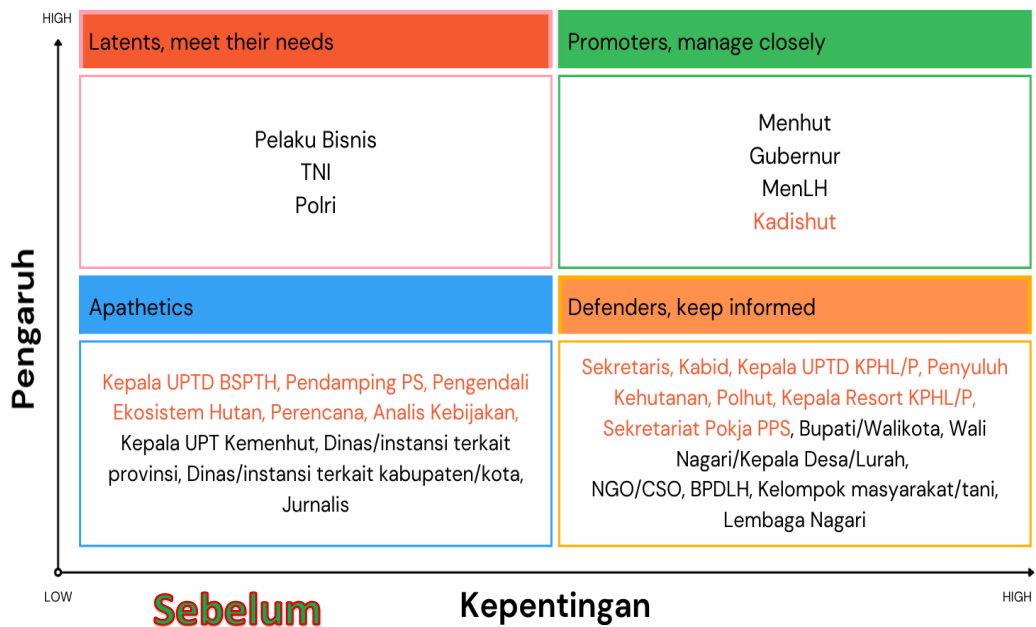 HIGH
Latents, meet their needs
Promoters, manage closely
Pelaku Bisnis
TNI
Polri
Menhut
Gubernur
MenLH
Kadishut
Pengaruh
Apathetics
Defenders, keep informed
Kepala UPTD BSPTH, Pendamping PS, Pengendali
Ekosistem Hutan, Perencana, Analis Kebijakan,
Kepala UPT Kemenhut, Dinas/instansi terkait
provinsi, Dinas/instansi terkait kabupaten/kota,
Jurnalis
Sekretaris, Kabid, Kepala UPTD KPHL/P, Penyuluh
Kehutanan, Polhut, Kepala Resort KPHL/P,
Sekretariat Pokja PPS, Bupati/Walikota, Wali
Nagari/Kepala Desa/Lurah,
NGO/CSO, BPDLH, Kelompok masyarakat/tani,
Lembaga Nagari
LOW
Sebelum
Kepentingan
HIGH